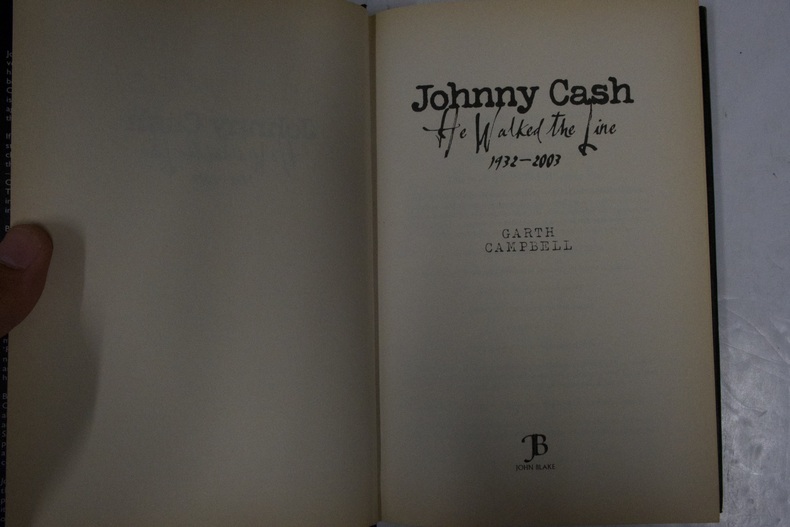 Johnny Cash
He Walked the Line
1932–2003
GARTH
CAMPBELL
JB
JOHN BLAKE